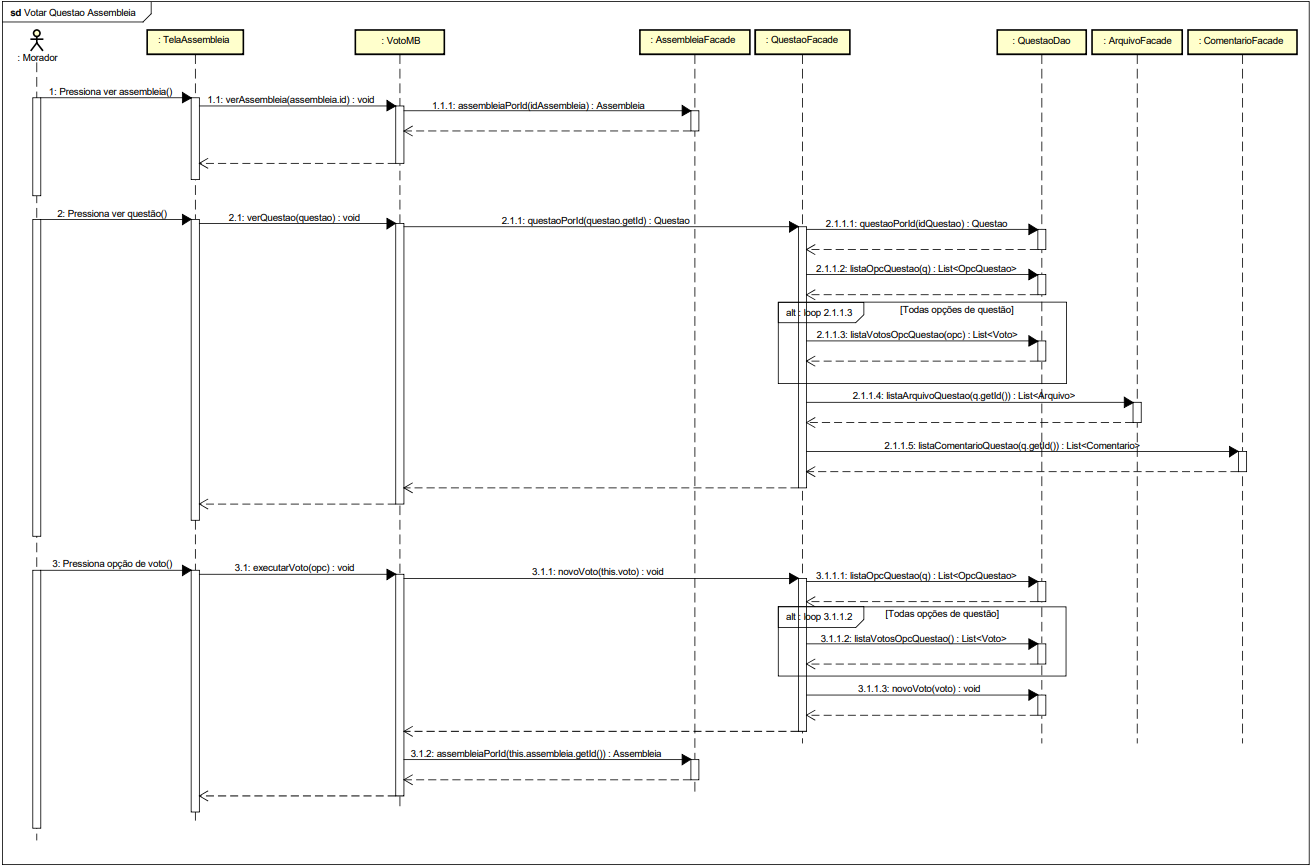 sd Votar Questao Assembleia
: Morador
: TelaAssembleia
: VotoMB
: AssembleiaFacade
: QuestaoFacade
: QuestaoDao
: ArquivoFacade
: ComentarioFacade
1: Pressiona ver assembleia()
1.1: verAssembleia(assembleia.id) : void
1.1.1: assembleiaPorId(idAssembleia) : Assembleia
2: Pressiona ver questão()
2.1: verQuestao(questao) : void
2.1.1: questaoPorId(questao.getId) : Questao
2.1.1.1: questaoPorId(idQuestao) : Questao
2.1.1.2: listaOpcQuestao(q) : List<OpcQuestao>
alt : loop 2.1.1.3
[Todas opções de questão]
2.1.1.3: listaVotosOpcQuestao(opc) : List<Voto>
2.1.1.4: listaArquivoQuestao(q.getId()) : List<Arquivo>
2.1.1.5: listaComentarioQuestao(q.getId()) : List<Comentario>
3: Pressiona opção de voto()
3.1: executarVoto(opc) : void
3.1.1: novoVoto(this.voto) : void
3.1.1.1: listaOpcQuestao(q) : List<OpcQuestao>
alt : loop 3.1.1.2
[Todas opções de questão]
3.1.1.2: listaVotosOpcQuestao() : List<Voto>
3.1.1.3: novoVoto(voto) : void
3.1.2: assembleiaPorId(this.assembleia.getId()) : Assembleia